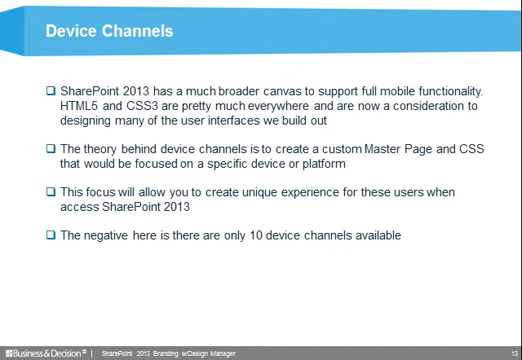 Device Channels
SharePoint 2013 has a much broader canvas to support full mobile functionality.
HTML5 and CSS3 are pretty much everywhere and are now a consideration to
designing many of the user interfaces we build out
The theory behind device channels is to create a custom Master Page and CSS
that would be focused on a specific device or platform
This focus will allow you to create unique experience for these users when
access SharePoint 2013
The negative here is there are only 10 device channels available
Business&Decision® | SharePoint 2013 Branding w/Design Manager 13